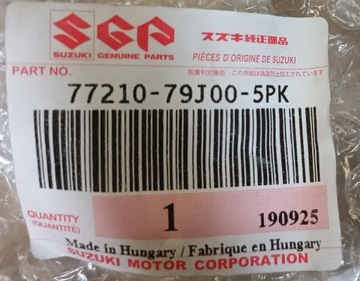 SGP スズキ純正部品
SUZUKI GENUINE PARTS
PIÈCES D'ORIGINE DE SUZUKI
PART NO.
77210-79J00-5PK
QUANTITY
(QUANTITÉ)
1
190925
Made in Hungary / Fabrique en Hungary
SUZUKI MOTOR CORPORATION